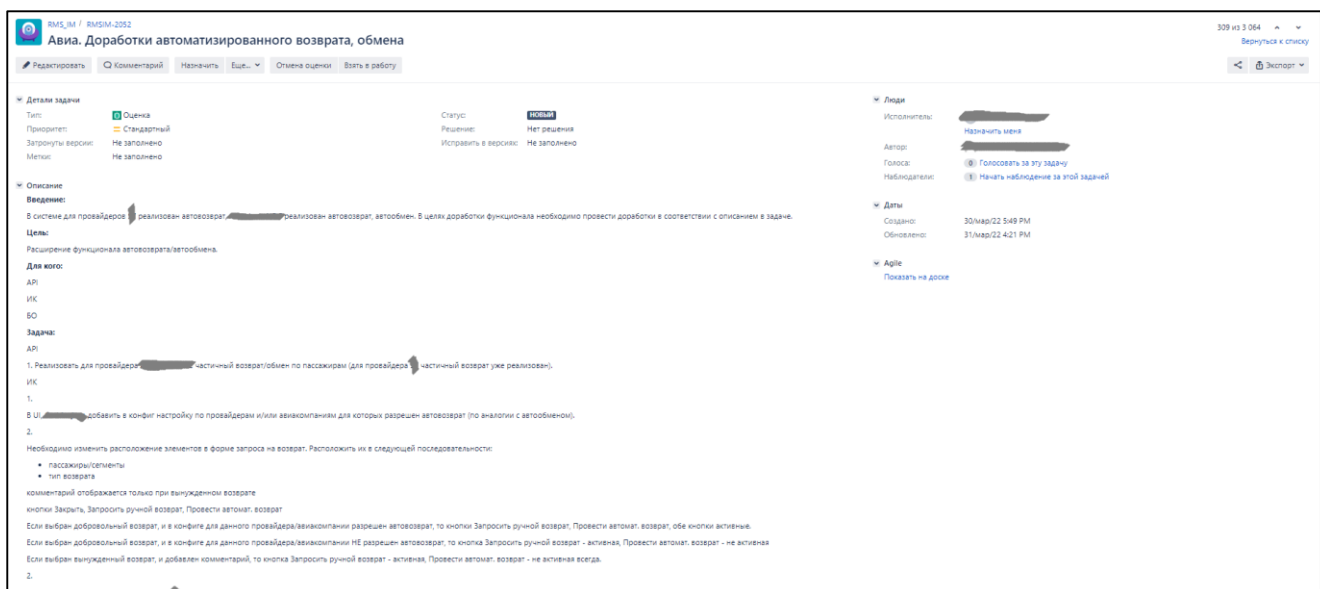 RMS_IM / RMSIM-2052
309 из 3 064
Авиа. Доработки автоматизированного возврата, обмена
Вернуться к списку
Редактировать Комментарий Назначить Еще... Отмена оценки Взять в работу
Экспорт
Детали задачи
Тип: Оценка
Статус: НОВЫЙ
Приоритет: Стандартный
Решение: Нет решения
Затронуты версии: Не заполнено
Исправить в версиях: Не заполнено
Метки: Не заполнено
Люди
Исполнитель:
Назначить меня
Автор:
Голоса: 0 Голосовать за эту задачу
Наблюдатели: 1 Начать наблюдение за этой задачей
Даты
Создано: 30/мар/22 5:49 PM
Обновлено: 31/мар/22 4:21 PM
Agile
Показать на доске
Описание
Введение:
В системе для провайдеров реализован автовозврат, реализован автовозврат, автообмен. В целях доработки функционала необходимо провести доработки в соответствии с описанием в задаче.
Цель:
Расширение функционала автовозврата/автообмена.
Для кого:
API
ИК
БО
Задача:
API
1. Реализовать для провайдера частичный возврат/обмен по пассажирам (для провайдера частичный возврат уже реализован).
ИК
1.
В UI добавить в конфиг настройку по провайдерам и/или авиакомпаниям для которых разрешен автовозврат (по аналогии с автообменом).
2.
Необходимо изменить расположение элементов в форме запроса на возврат. Расположить их в следующей последовательности:
• пассажиры/сегменты
• тип возврата
комментарий отображается только при вынужденном возврате
кнопки Закрыть, Запросить ручной возврат, Провести автомат. возврат
Если выбран добровольный возврат, и в конфиге для данного провайдера/авиакомпании разрешен автовозврат, то кнопки Запросить ручной возврат, Провести автомат. возврат, обе кнопки активные.
Если выбран добровольный возврат, и в конфиге для данного провайдера/авиакомпании НЕ разрешен автовозврат, то кнопка Запросить ручной возврат - активная, Провести автомат. возврат - не активная
Если выбран вынужденный возврат, и добавлен комментарий, то кнопка Запросить ручной возврат - активная, Провести автомат. возврат - не активная всегда.
2.